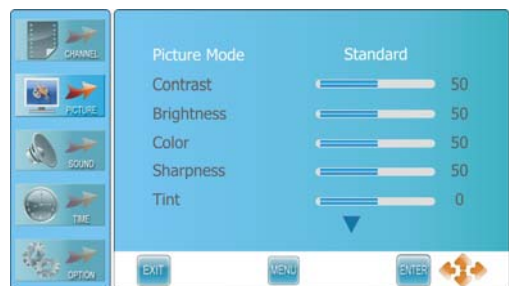 CHANNEL
PICTURE
SOUND
TIME
OPTION
Picture Mode Standard
Contrast 50
Brightness 50
Color 50
Sharpness 50
Tint 0
EXIT MENU ENTER